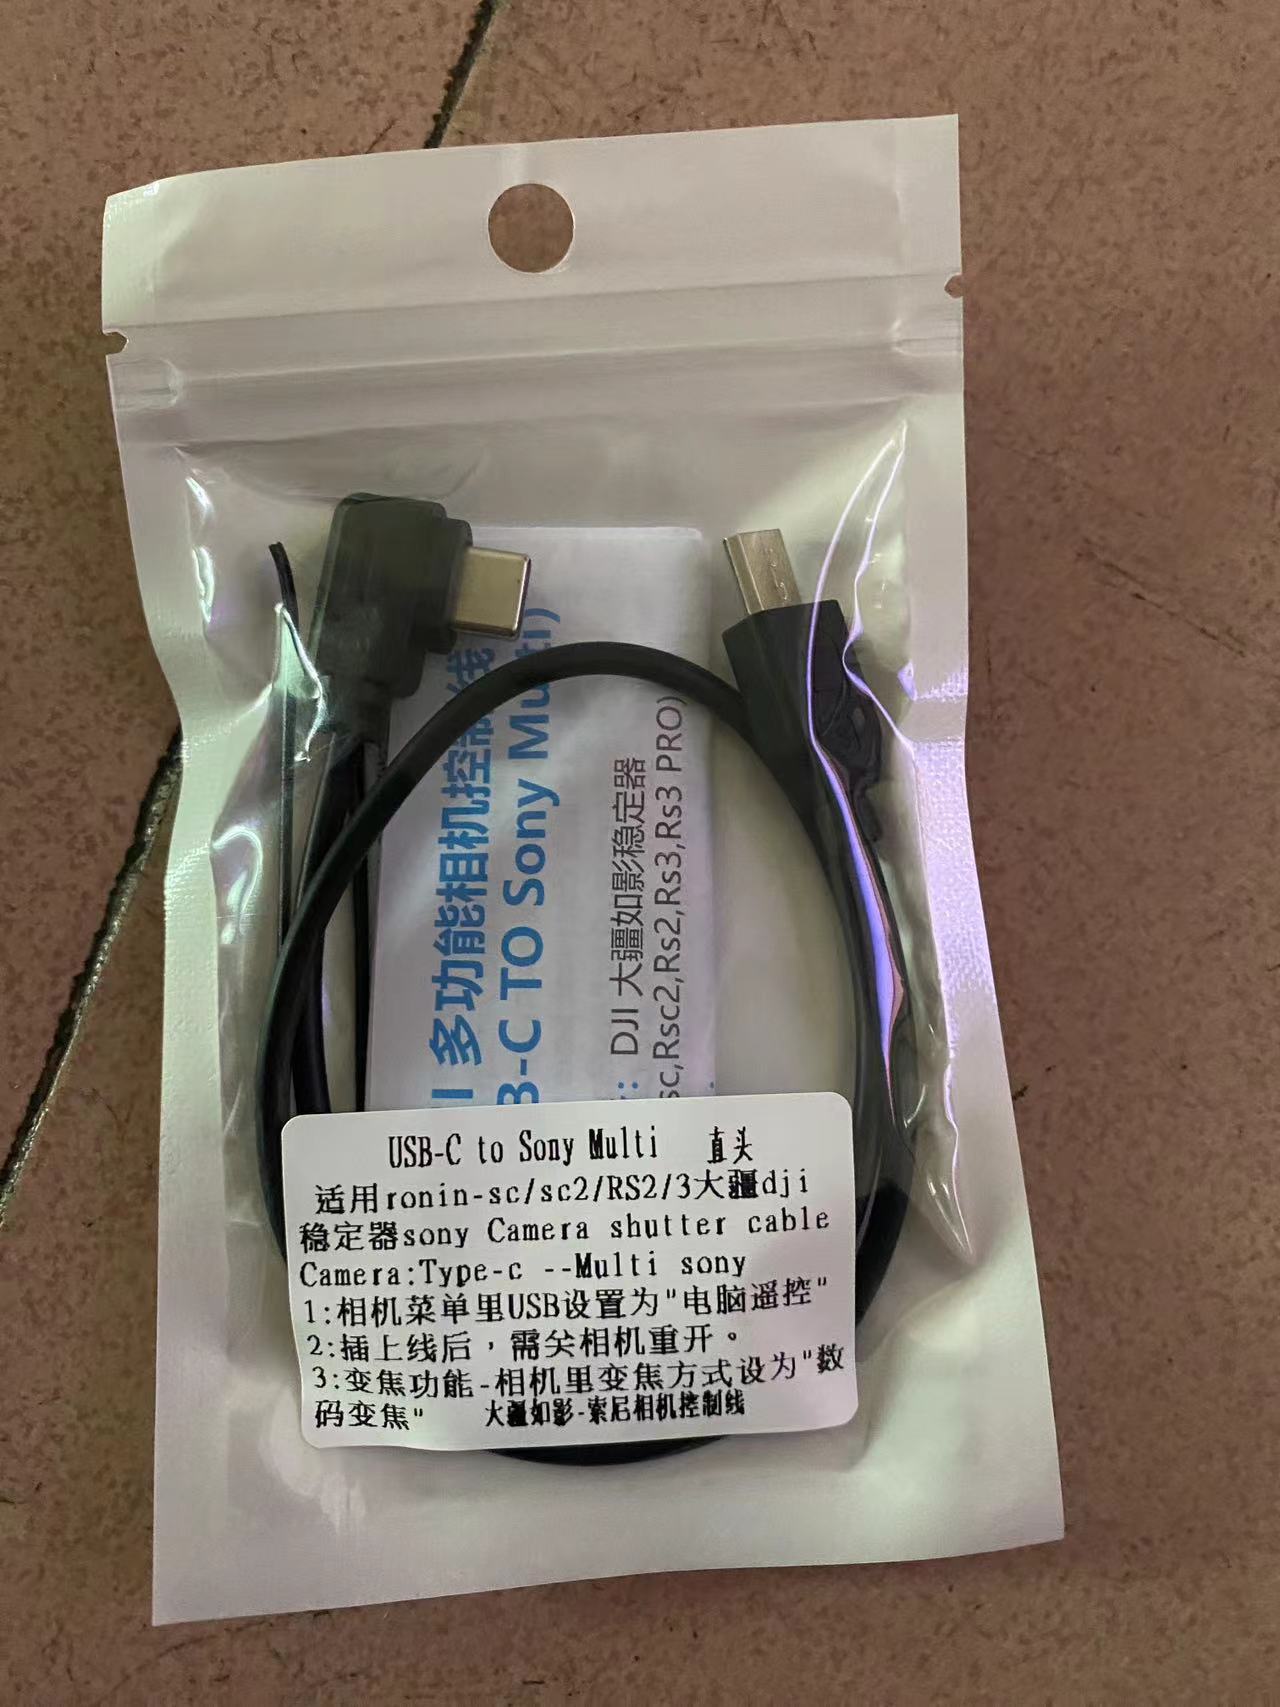 多功能相机控制线
B-C TO Sony Multi)
DJI 大疆如影稳定器
sc,Rsc2,Rs2,Rs3,Rs3 PRO)
USB-C to Sony Multi 直头
适用ronin-sc/sc2/RS2/3大疆dji
稳定器sony Camera shutter cable
Camera:Type-c --Multi sony
1:相机菜单里USB设置为"电脑遥控"
2:插上线后，需关相机重开。
3:变焦功能-相机里变焦方式设为"数
码变焦" 大疆如影-索尼相机控制线